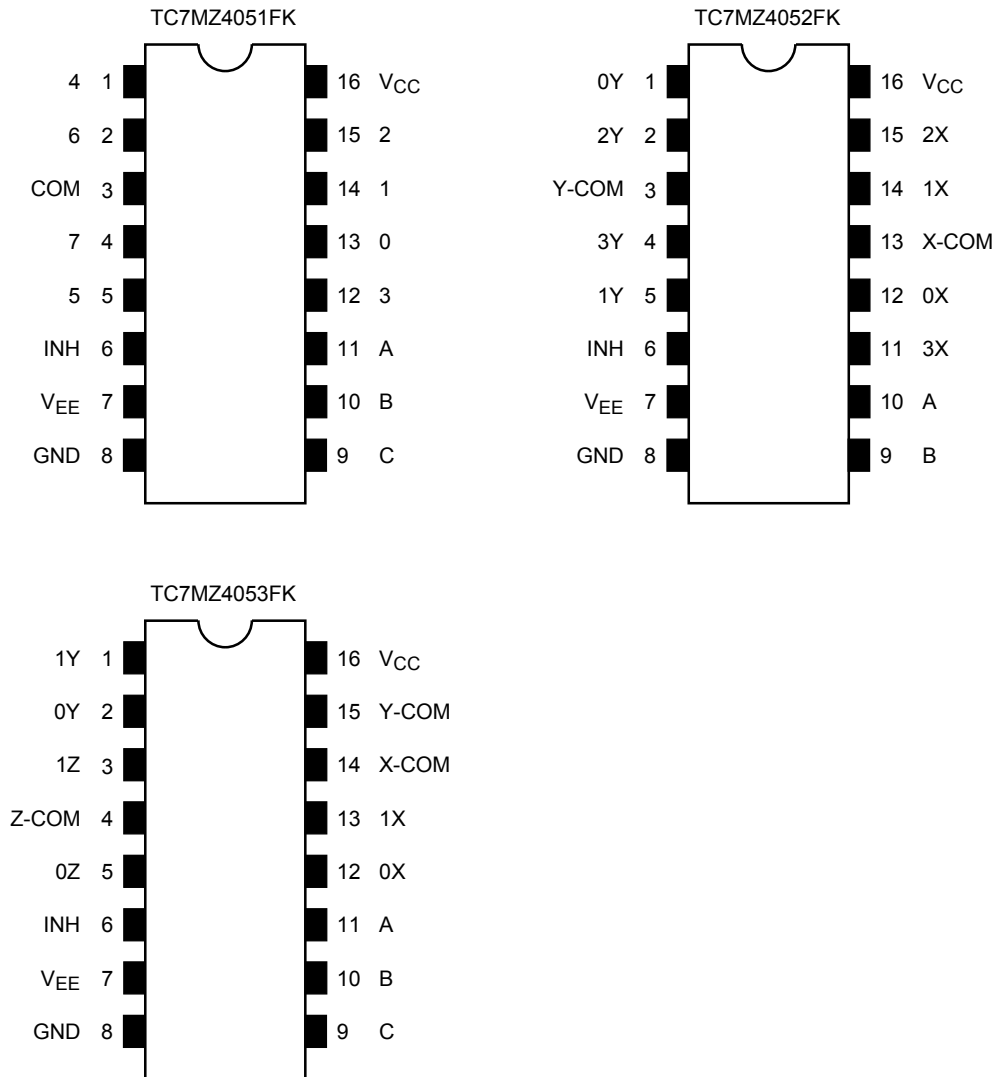 TC7MZ4051FK
4 1 16 VCC
6 2 15 2
COM 3 14 1
7 4 13 0
5 5 12 3
INH 6 11 A
VEE 7 10 B
GND 8 9 C
TC7MZ4052FK
0Y 1 16 VCC
2Y 2 15 2X
Y-COM 3 14 1X
3Y 4 13 X-COM
1Y 5 12 0X
INH 6 11 3X
VEE 7 10 A
GND 8 9 B
TC7MZ4053FK
1Y 1 16 VCC
0Y 2 15 Y-COM
1Z 3 14 X-COM
Z-COM 4 13 1X
0Z 5 12 0X
INH 6 11 A
VEE 7 10 B
GND 8 9 C